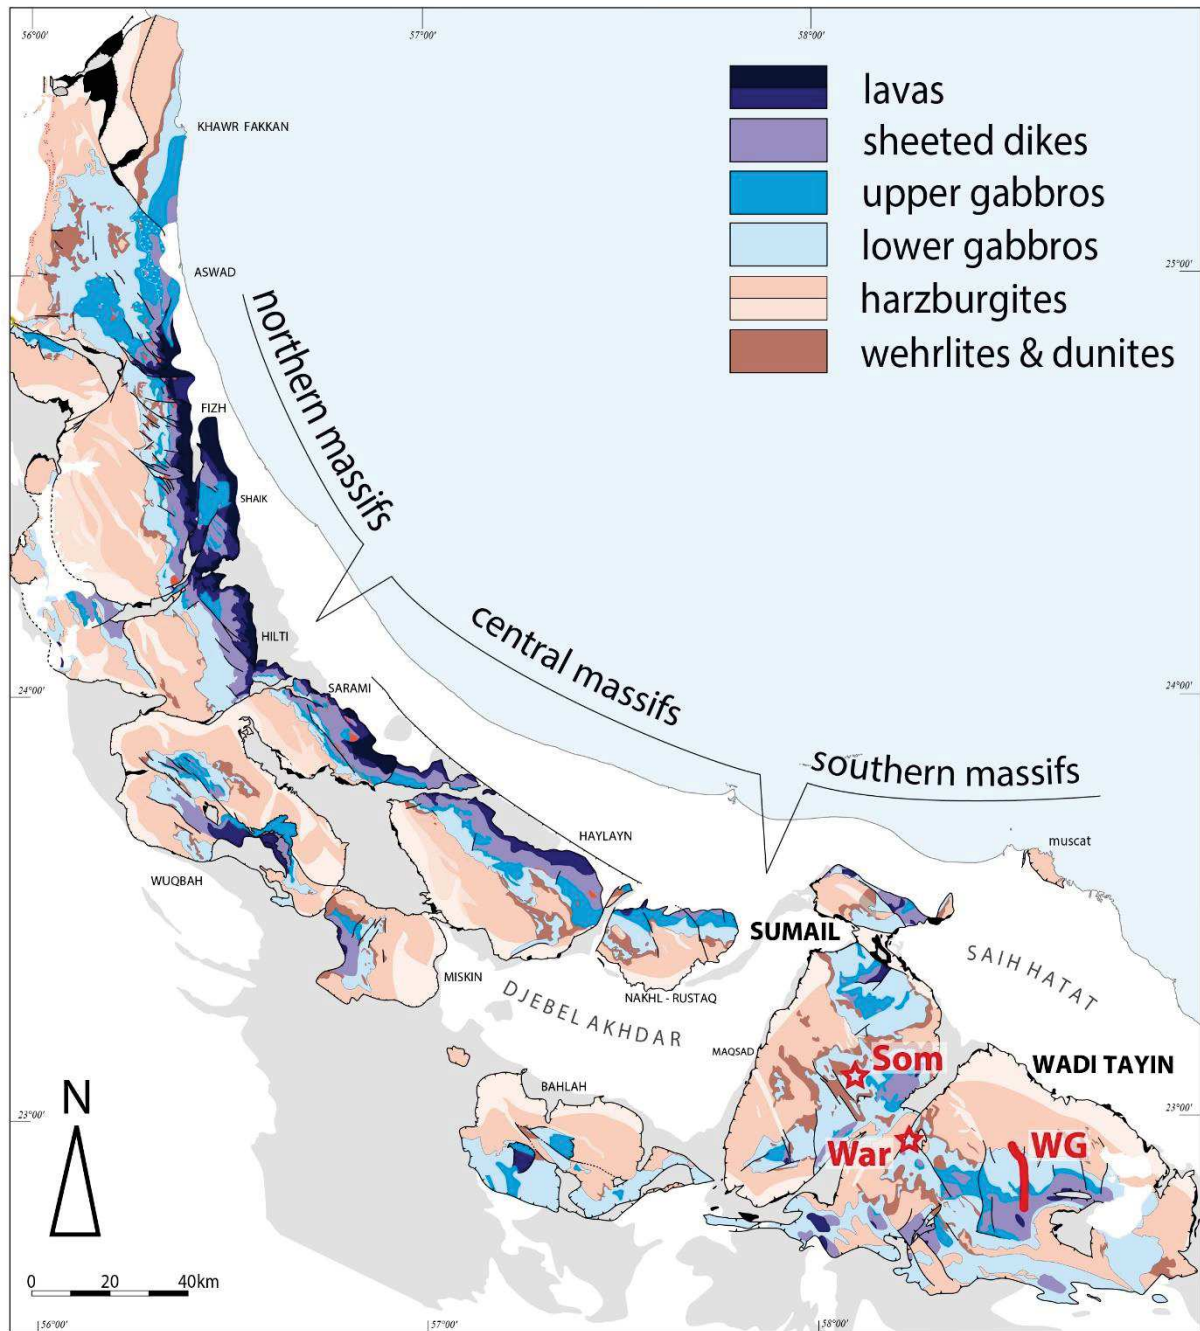 56°00'
57°00'
58°00'
lavas
sheeted dikes
upper gabbros
lower gabbros
harzburgites
wehrlites & dunites
KHAWR FAKKAN
ASWAD
25°00'
northern massifs
FIZH
SHAIK
HILTI
central massifs
SARAMI
24°00'
24°00'
southern massifs
HAYLAYN
muscat
WUQBAH
SUMAIL
SAIH HATAT
MISKIN
NAKHL - RUSTAQ
DJEBEL AKHDAR
MAQSAD
Som
WADI TAYIN
BAHLAH
N
23°00'
23°00'
War
WG
0 20 40km
56°00'
57°00'
58°00'